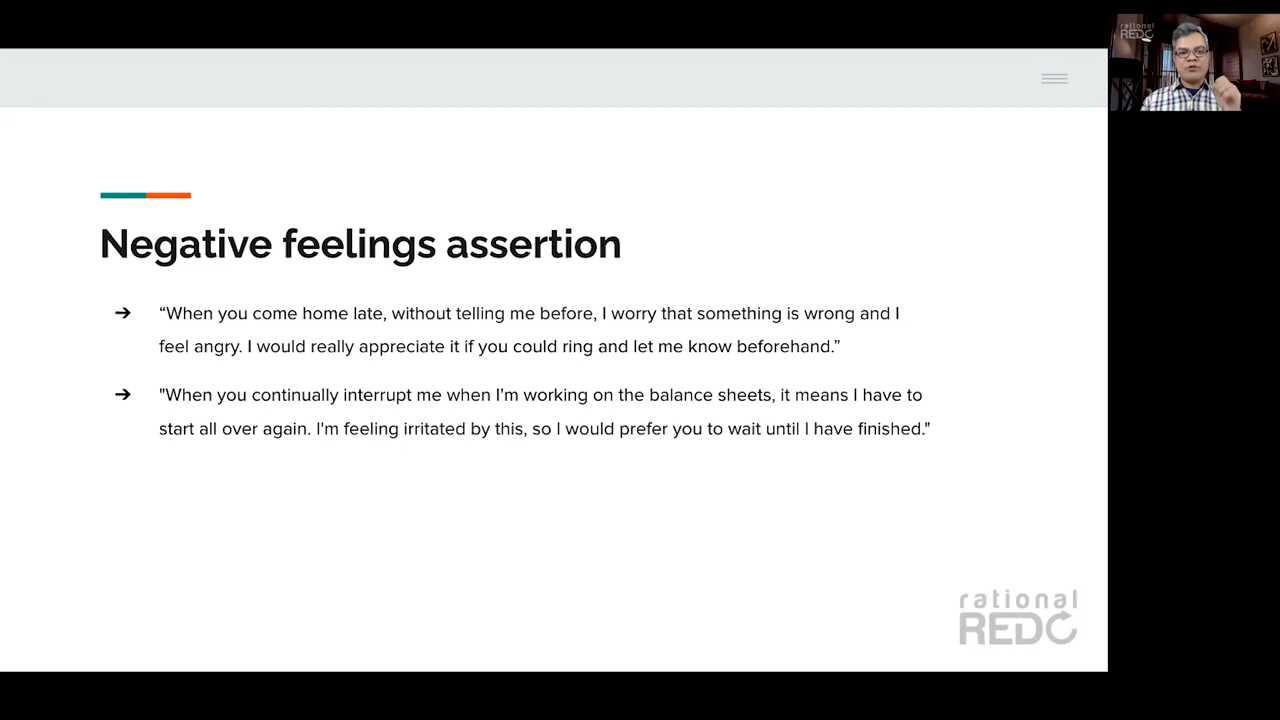 rational
REDO
Negative feelings assertion
“When you come home late, without telling me before, I worry that something is wrong and I
feel angry. I would really appreciate it if you could ring and let me know beforehand.”
"When you continually interrupt me when I'm working on the balance sheets, it means I have to
start all over again. I'm feeling irritated by this, so I would prefer you to wait until I have finished."
rational
REDO